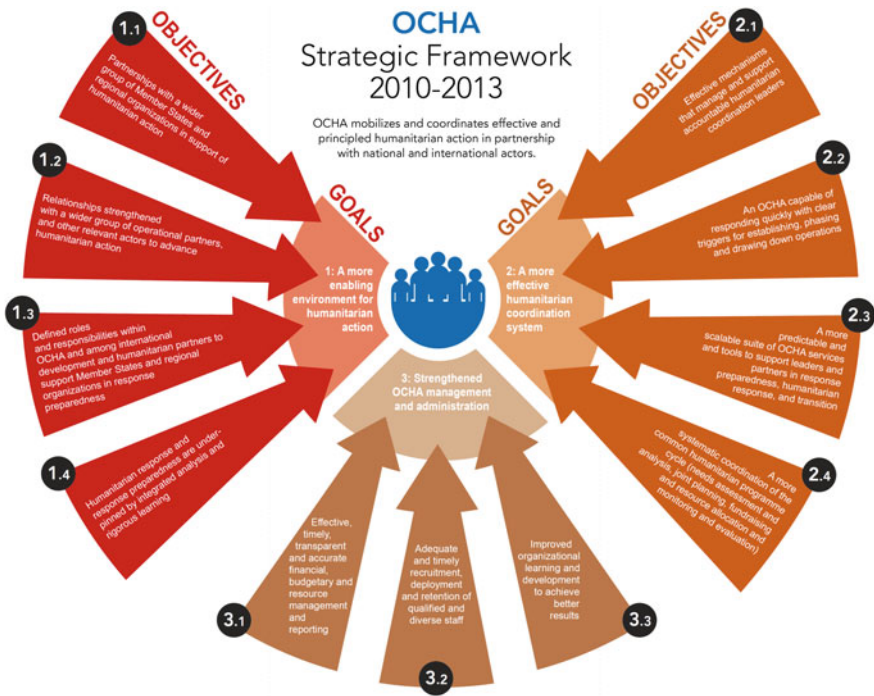 OCHA
Strategic Framework
2010-2013
OCHA mobilizes and coordinates effective and
principled humanitarian action in partnership
with national and international actors.
OBJECTIVES
GOALS
1: A more
enabling
environment for
humanitarian
action
1.1
Partnerships with a wider
group of Member States and
regional organizations in support of
humanitarian action
1.2
Relationships strengthened
with a wider group of operational partners,
and other relevant actors to advance
humanitarian action
1.3
Defined roles
and responsibilities within
OCHA and among international
development and humanitarian partners to
support Member States and regional
organizations in response
preparedness
1.4
Humanitarian response and
response preparedness are under-
pinned by integrated analysis and
rigorous learning
OBJECTIVES
GOALS
2: A more
effective
humanitarian
coordination
system
2.1
Effective mechanisms
that manage and support
accountable humanitarian
coordination leaders
2.2
An OCHA capable of
responding quickly with clear
triggers for establishing, phasing
and drawing down operations
2.3
A more
predictable and
scalable suite of OCHA services
and tools to support leaders and
partners in response
preparedness, humanitarian
response, and transition
2.4
A more
systematic coordination of the
common humanitarian programme
cycle (needs assessment and
analysis, joint planning, fundraising
and resource allocation and
monitoring and evaluation)
3: Strengthened
OCHA management
and administration
3.1
Effective,
timely,
transparent
and accurate
financial,
budgetary and
resource
management
and
reporting
3.2
Adequate
and timely
recruitment,
deployment
and retention of
qualified and
diverse staff
3.3
Improved
organizational
learning and
development
to achieve
better
results